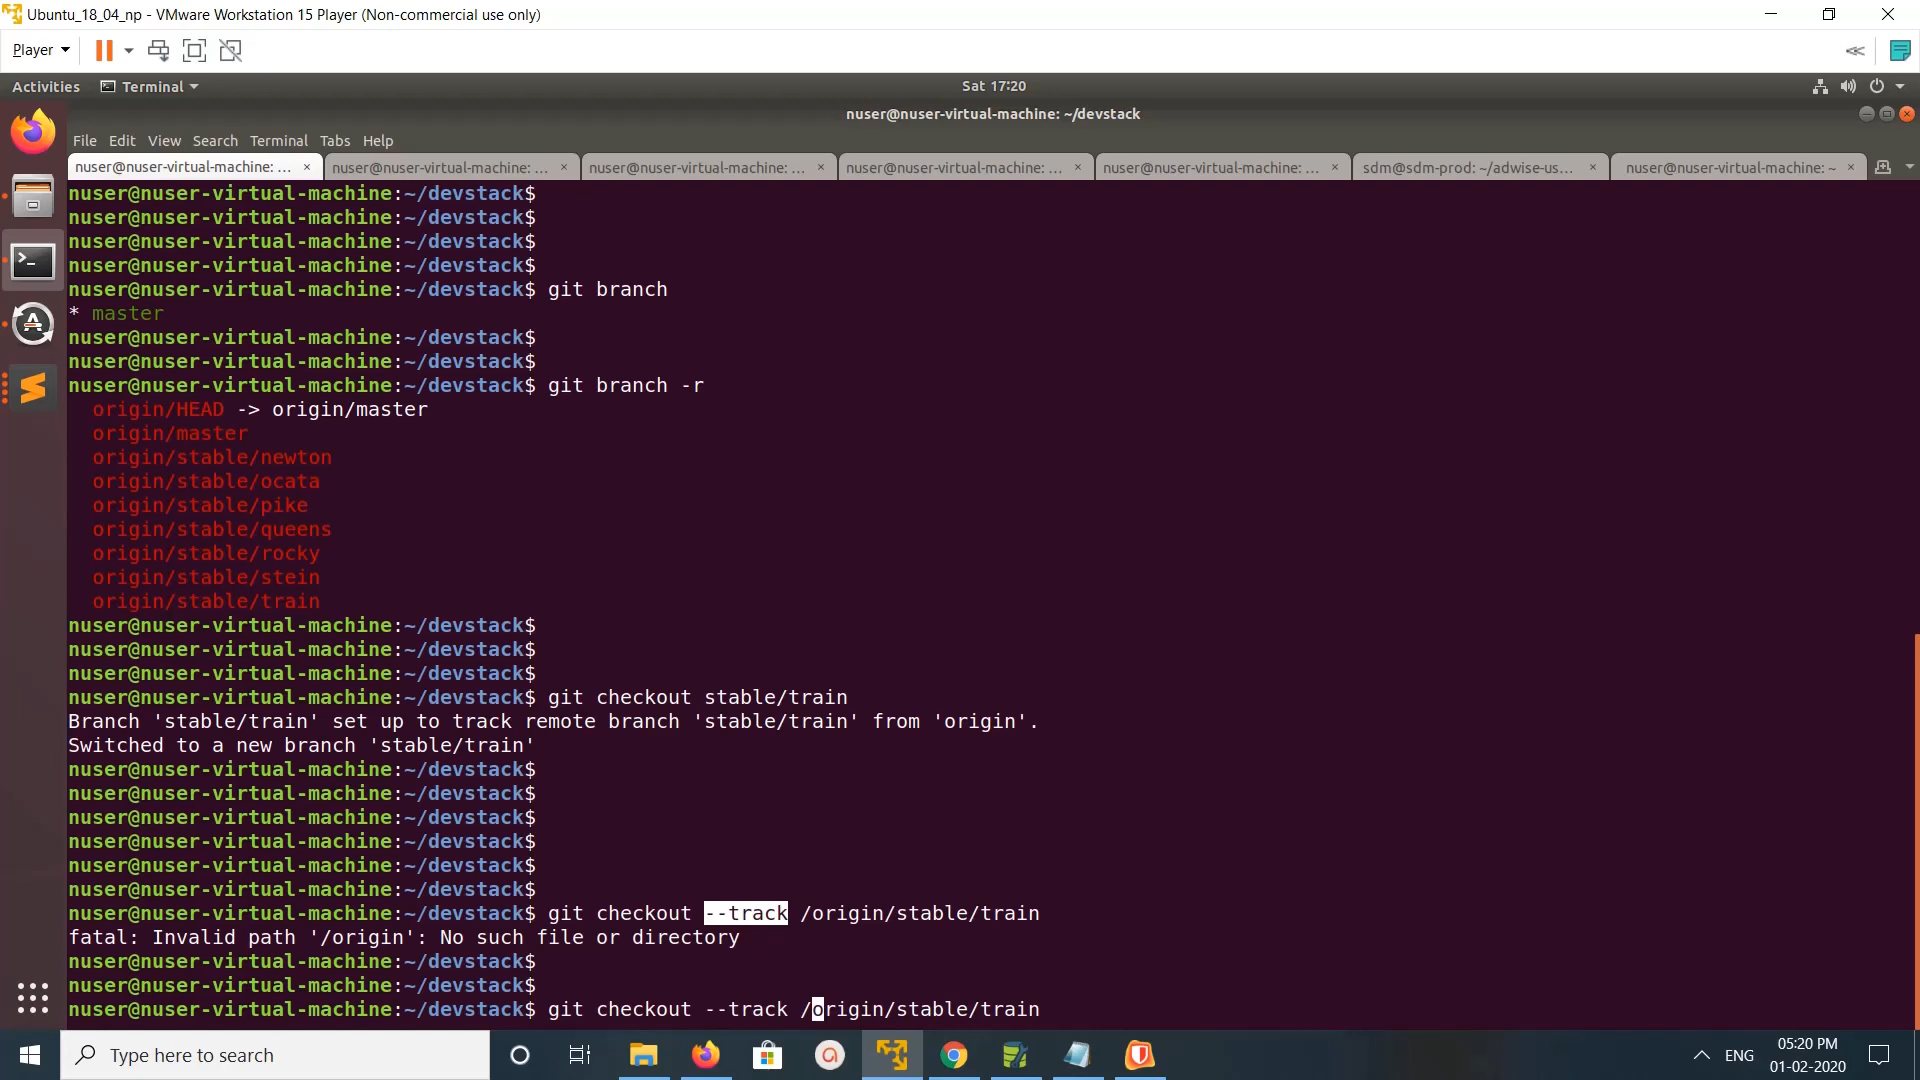 Ubuntu_18_04_np - VMware Workstation 15 Player (Non-commercial use only)
Player
Activities Terminal Sat 17:20
nuser@nuser-virtual-machine: ~/devstack
File Edit View Search Terminal Tabs Help
nuser@nuser-virtual-machine: ... nuser@nuser-virtual-machine: ... nuser@nuser-virtual-machine: ... nuser@nuser-virtual-machine: ... nuser@nuser-virtual-machine: ... sdm@sdm-prod: ~/adwise-us... nuser@nuser-virtual-machine: ~
nuser@nuser-virtual-machine:~/devstack$
nuser@nuser-virtual-machine:~/devstack$
nuser@nuser-virtual-machine:~/devstack$
nuser@nuser-virtual-machine:~/devstack$
nuser@nuser-virtual-machine:~/devstack$ git branch
* master
nuser@nuser-virtual-machine:~/devstack$
nuser@nuser-virtual-machine:~/devstack$
nuser@nuser-virtual-machine:~/devstack$ git branch -r
origin/HEAD -> origin/master
origin/master
origin/stable/newton
origin/stable/ocata
origin/stable/pike
origin/stable/queens
origin/stable/rocky
origin/stable/stein
origin/stable/train
nuser@nuser-virtual-machine:~/devstack$
nuser@nuser-virtual-machine:~/devstack$
nuser@nuser-virtual-machine:~/devstack$
nuser@nuser-virtual-machine:~/devstack$ git checkout stable/train
Branch 'stable/train' set up to track remote branch 'stable/train' from 'origin'.
Switched to a new branch 'stable/train'
nuser@nuser-virtual-machine:~/devstack$
nuser@nuser-virtual-machine:~/devstack$
nuser@nuser-virtual-machine:~/devstack$
nuser@nuser-virtual-machine:~/devstack$
nuser@nuser-virtual-machine:~/devstack$
nuser@nuser-virtual-machine:~/devstack$
nuser@nuser-virtual-machine:~/devstack$ git checkout --track /origin/stable/train
fatal: Invalid path '/origin': No such file or directory
nuser@nuser-virtual-machine:~/devstack$
nuser@nuser-virtual-machine:~/devstack$
nuser@nuser-virtual-machine:~/devstack$ git checkout --track /origin/stable/train
Type here to search
ENG
05:20 PM
01-02-2020